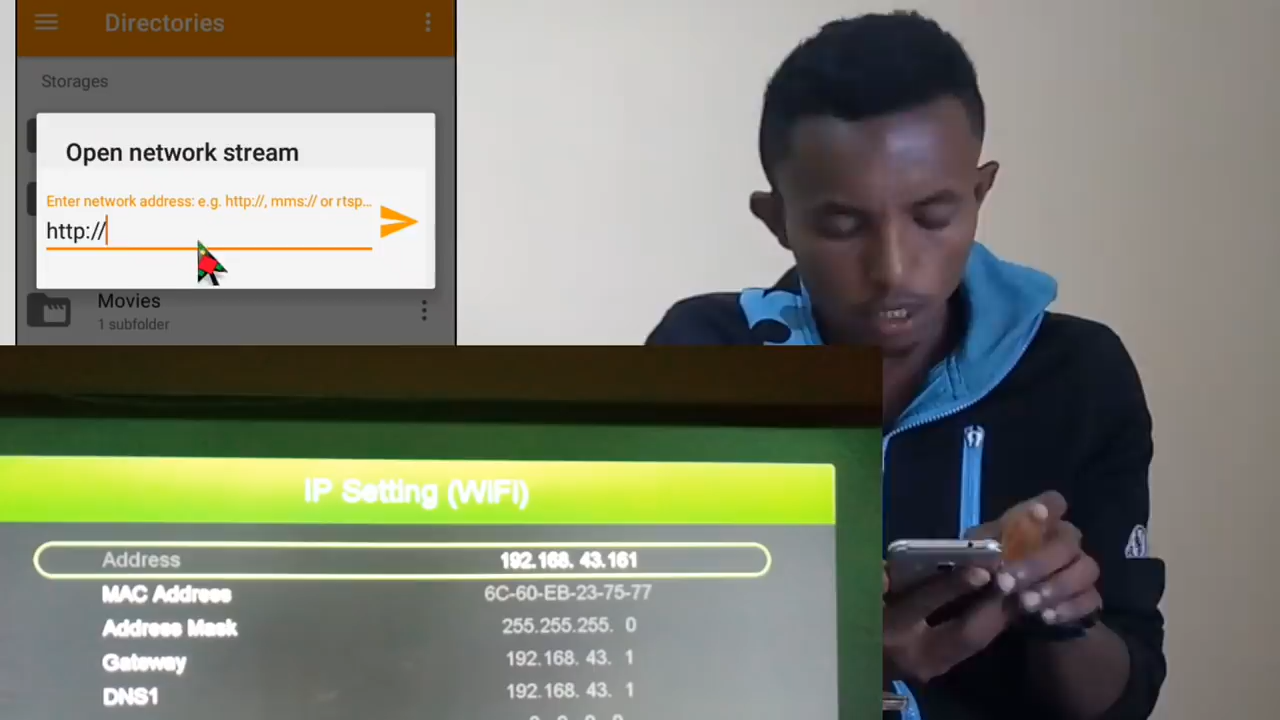 Directories
Storages
Open network stream
Enter network address: e.g. http://, mms:// or rtsp...
http://
Movies
1 subfolder
IP Setting (WiFi)
Address 192.168. 43.161
MAC Address 6C-60-EB-23-75-77
Address Mask 255.255.255. 0
Gateway 192.168. 43. 1
DNS1 192.168. 43. 1